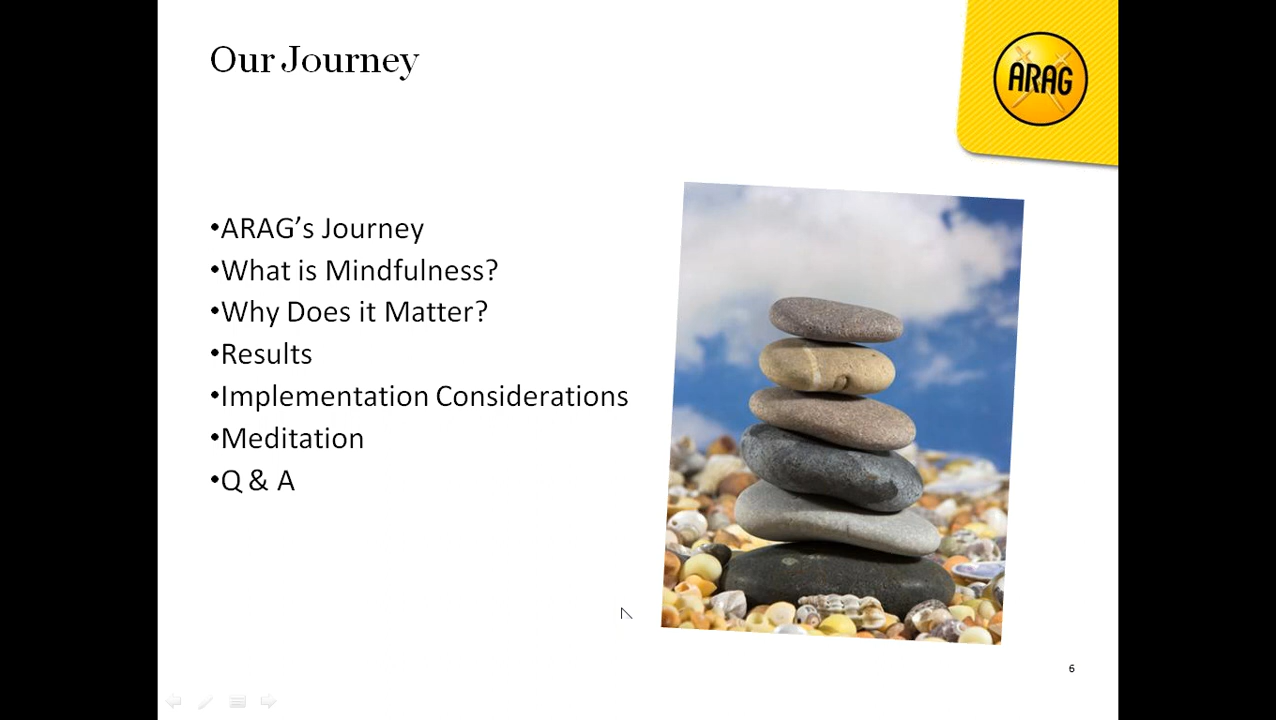 Our Journey
ARAG
•ARAG’s Journey
•What is Mindfulness?
•Why Does it Matter?
•Results
•Implementation Considerations
•Meditation
•Q & A
6